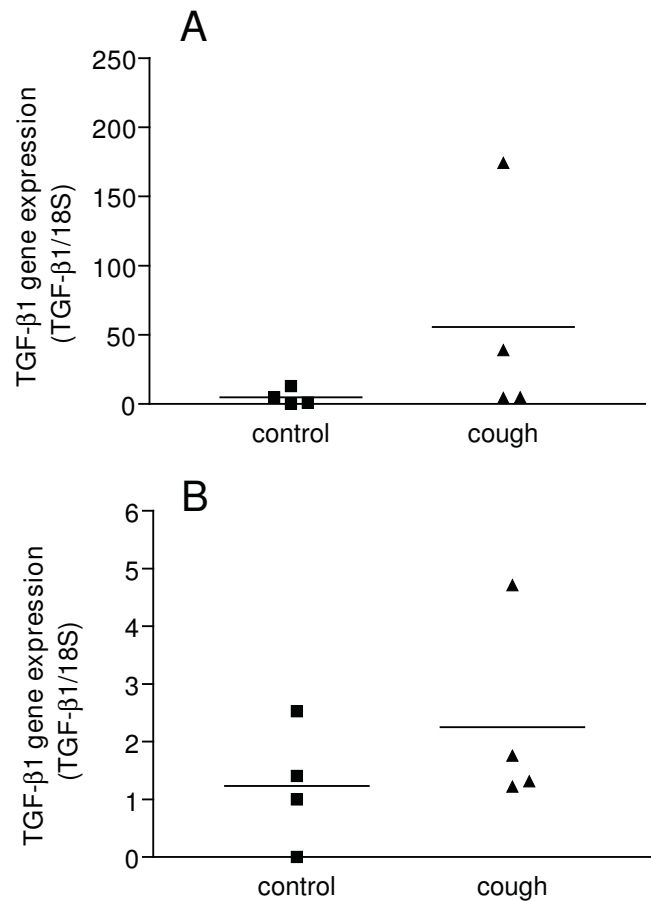 A
250
200
150
100
50
0
TGF-β1 gene expression
(TGF-β1/18S)
control cough
B
6
5
4
3
2
1
0
TGF-β1 gene expression
(TGF-β1/18S)
control cough